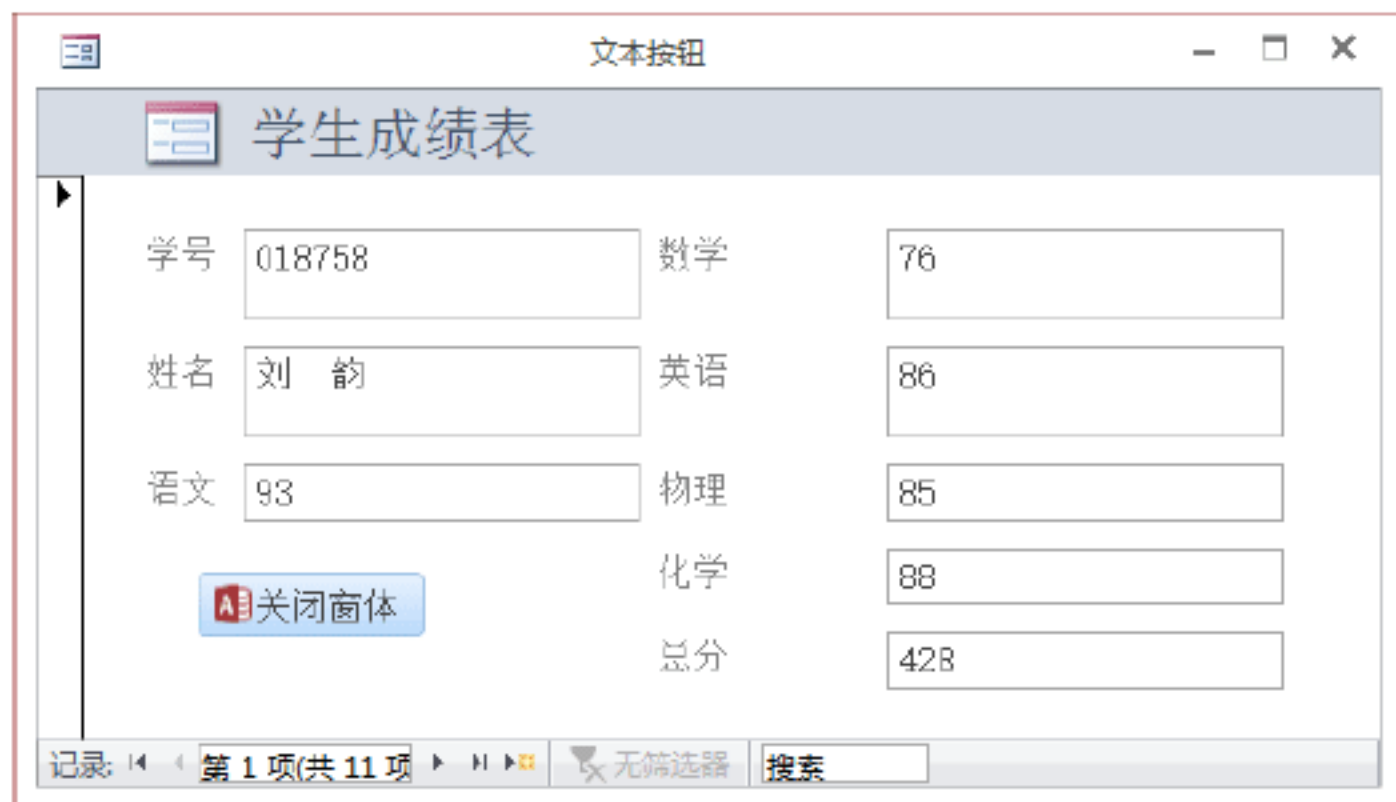 文本按钮
学生成绩表
学号 018758 数学 76
姓名 刘 韵 英语 86
语文 93 物理 85
化学 88
A 关闭窗体
总分 428
记录: 第 1 项(共 11 项 无筛选器 搜索